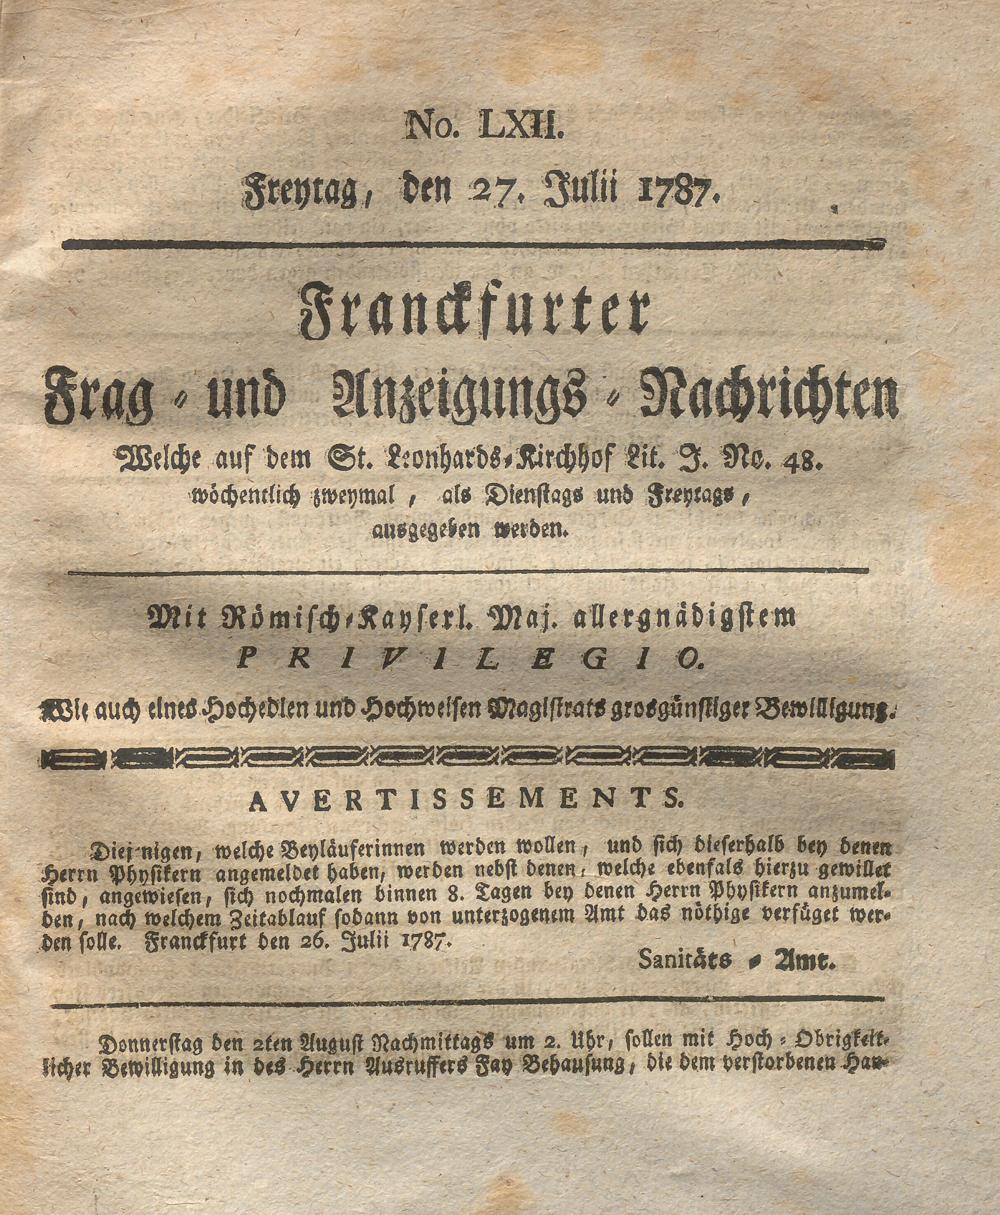 No. LXII.
Freytag, den 27. Julii 1787.
Franckfurter
Frag- und Anzeigungs-Nachrichten
Welche auf dem St. Leonhards-Kirchhof Lit. J. No. 48.
wöchentlich zweymal, als Dienstags und Freytags,
ausgegeben werden.
Mit Römisch-Kayserl. Maj. allergnädigstem
PRIVILEGIO.
Wie auch eines Hochedlen und Hochweisen Magistrats grosgünstiger Bewilligung.
AVERTISSEMENTS.
Diejenigen, welche Beyläuferinnen werden wollen, und sich dieserhalb bey denen
Herrn Physikern angemeldet haben, werden nebst denen, welche ebenfals hierzu gewillet
sind, angewiesen, sich nochmalen binnen 8. Tagen bey denen Herrn Physikern anzumel-
den, nach welchem Zeitablauf sodann von unterzogenem Amt das nöthige verfüget wer-
den solle. Franckfurt den 26. Julii 1787.
Sanitäts-Amt.
Donnerstag den 2ten August Nachmittags um 2. Uhr, sollen mit Hoch-Obrigkeit-
licher Bewilligung in des Herrn Ausruffers Fay Behausung, die dem verstorbenen Han-